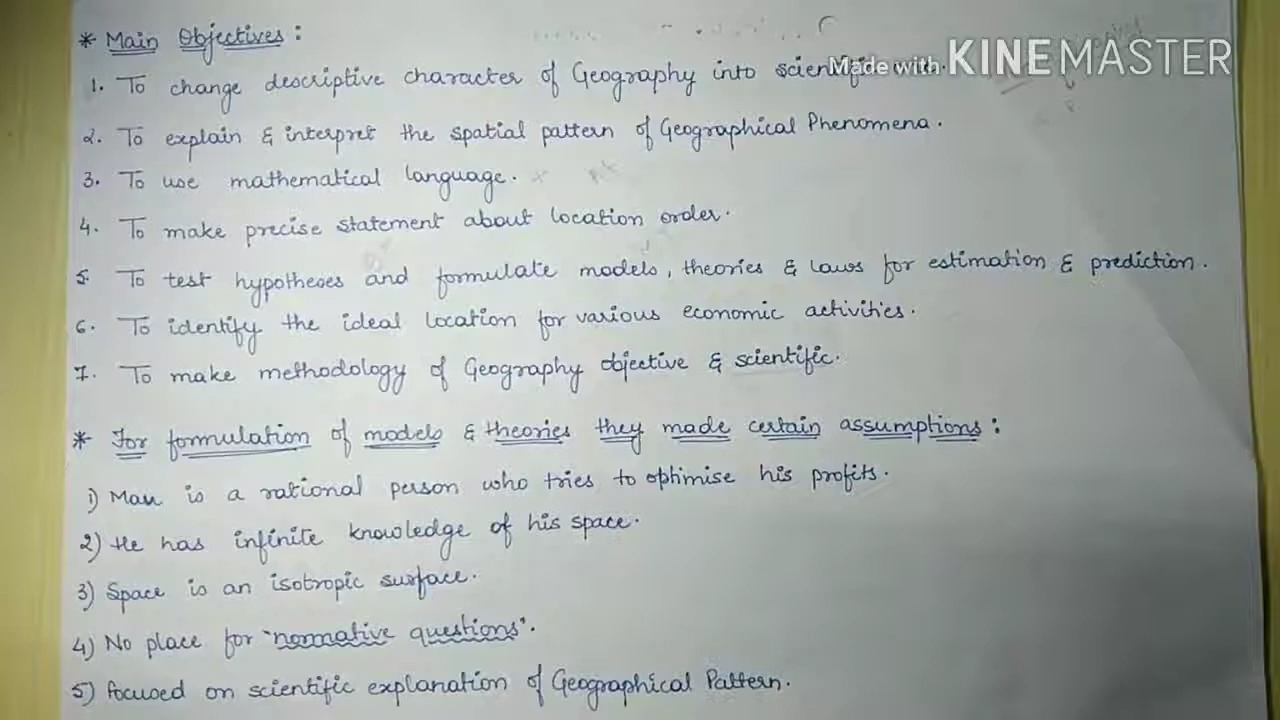 * Main Objectives :
Made with KINEMASTER
1. To change descriptive character of Geography into scientific
2. To explain & interpret the spatial pattern of Geographical Phenomena.
3. To use mathematical language.
4. To make precise statement about location order.
5. To test hypotheses and formulate models, theories & laws for estimation & prediction.
6. To identify the ideal location for various economic activities.
7. To make methodology of Geography objective & scientific.
* For formulation of models & theories they made certain assumptions :
1) Man is a rational person who tries to optimise his profits.
2) He has infinite knowledge of his space.
3) Space is an isotropic surface.
4) No place for "normative questions".
5) Focused on scientific explanation of Geographical Pattern.